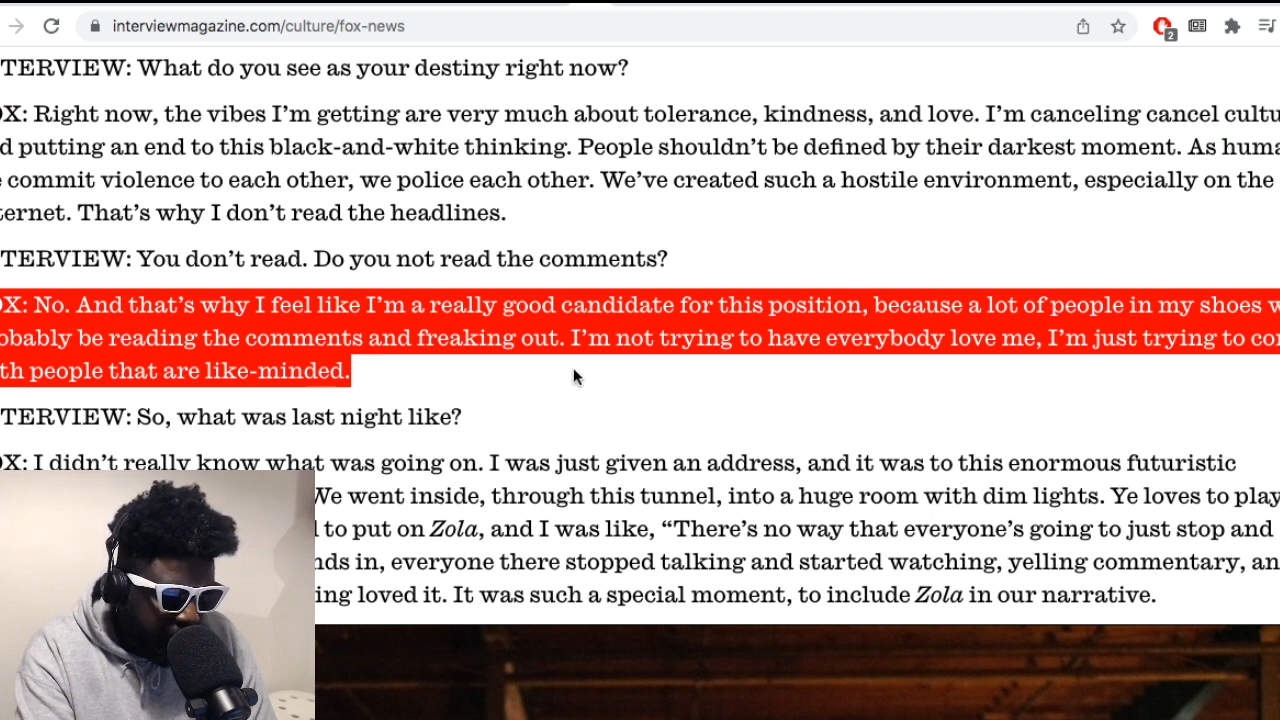 interviewmagazine.com/culture/fox-news
2
TERVIEW: What do you see as your destiny right now?
OX: Right now, the vibes I’m getting are very much about tolerance, kindness, and love. I’m canceling cancel cultu
d putting an end to this black-and-white thinking. People shouldn’t be defined by their darkest moment. As huma
e commit violence to each other, we police each other. We’ve created such a hostile environment, especially on the
ternet. That’s why I don’t read the headlines.
TERVIEW: You don’t read. Do you not read the comments?
OX: No. And that’s why I feel like I’m a really good candidate for this position, because a lot of people in my shoes w
obably be reading the comments and freaking out. I’m not trying to have everybody love me, I’m just trying to co
th people that are like-minded.
TERVIEW: So, what was last night like?
OX: I didn’t really know what was going on. I was just given an address, and it was to this enormous futuristic
We went inside, through this tunnel, into a huge room with dim lights. Ye loves to play
l to put on Zola, and I was like, “There’s no way that everyone’s going to just stop and
nds in, everyone there stopped talking and started watching, yelling commentary, an
ing loved it. It was such a special moment, to include Zola in our narrative.